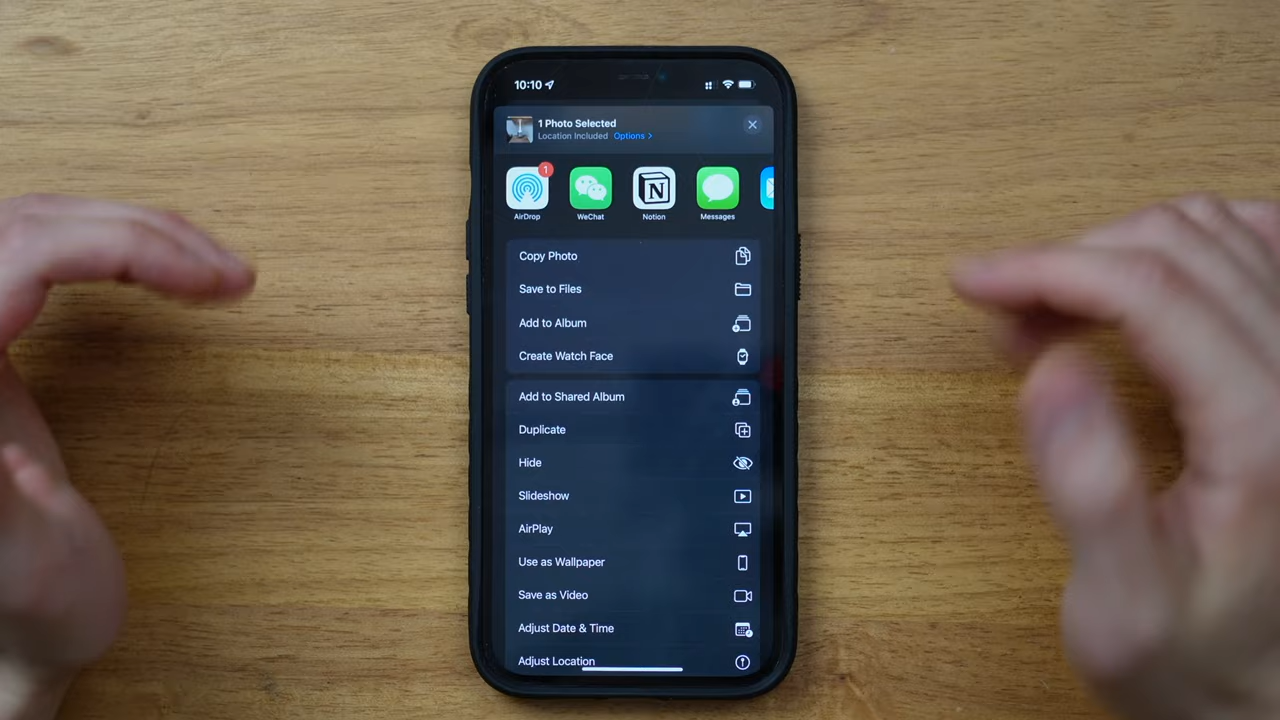 10:10
1 Photo Selected
Location Included Options >
1
N
AirDrop WeChat Notion Messages
Copy Photo
Save to Files
Add to Album
Create Watch Face
Add to Shared Album
Duplicate
Hide
Slideshow
AirPlay
Use as Wallpaper
Save as Video
Adjust Date & Time
Adjust Location